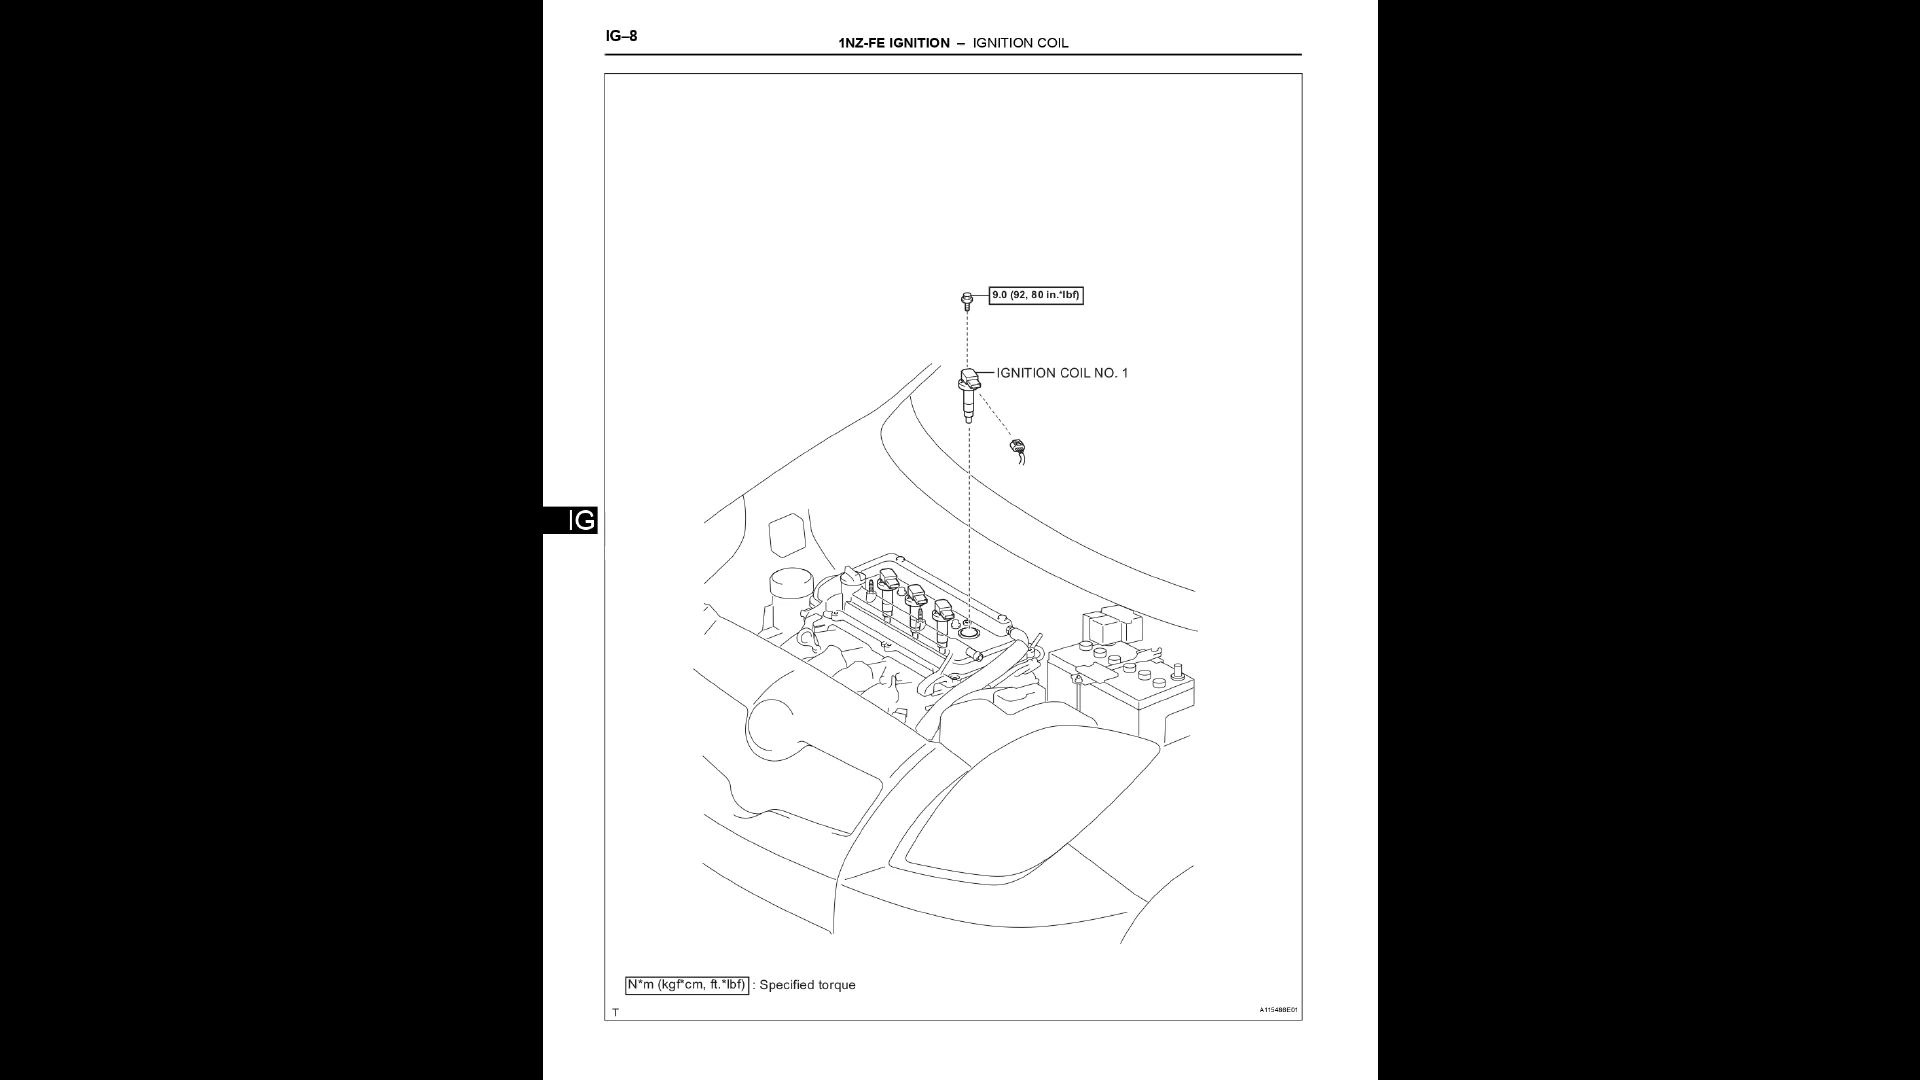 IG–8
1NZ-FE IGNITION – IGNITION COIL
9.0 (92, 80 in.*lbf)
IGNITION COIL NO. 1
IG
N*m (kgf*cm, ft.*lbf) : Specified torque
T
A115486E01